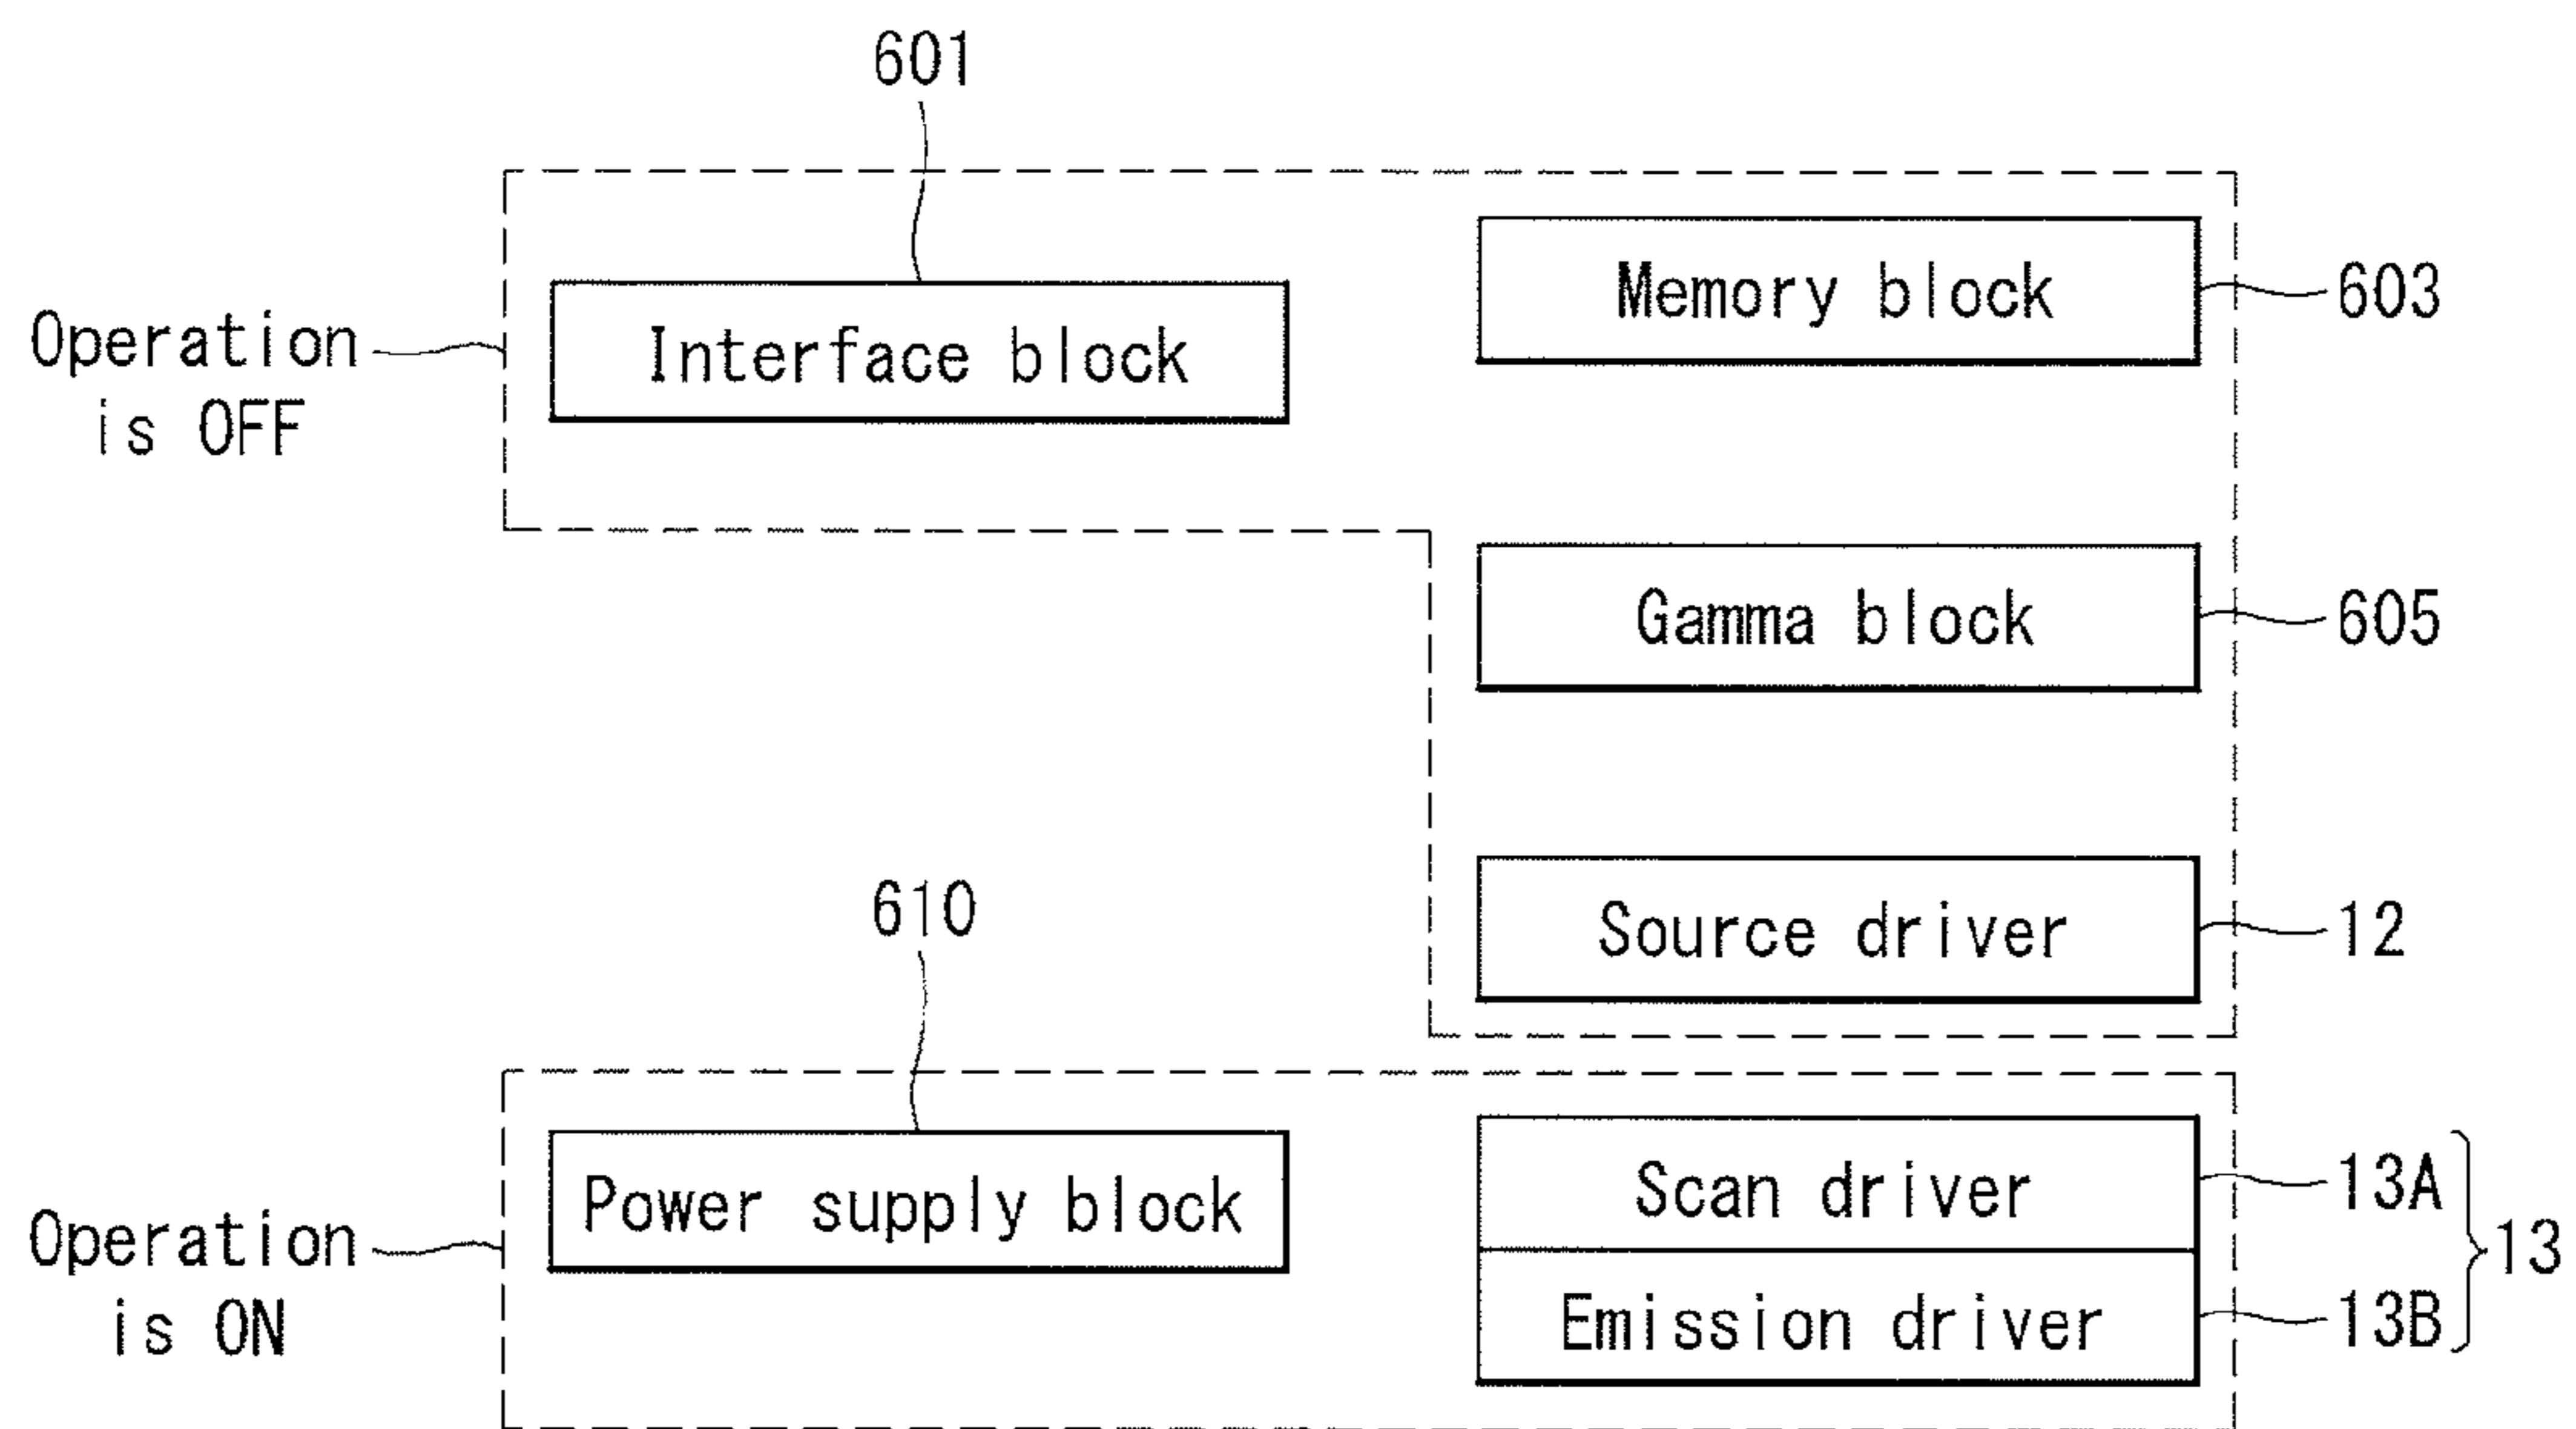 601
Memory block
603
Interface block
Operation
is OFF
Gamma block
605
Source driver
12
610
Scan driver
13A
Power supply block
13
Operation
is ON
Emission driver
13B